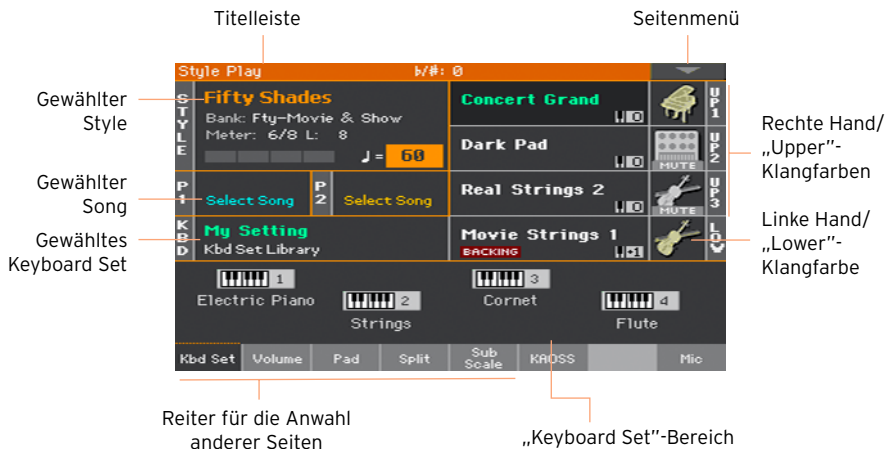 Titelleiste
Seitenmenü
Style Play
♭/#: 0
Gewählter
Style
STYLE
Fifty Shades
Bank: Fty-Movie & Show
Meter: 6/8 L: 8
♩= 60
Concert Grand
UP1
Dark Pad
MUTE
UP2
Rechte Hand/
„Upper"-
Klangfarben
Gewählter
Song
P1
Select Song
P2
Select Song
Real Strings 2
MUTE
UP3
Gewähltes
Keyboard Set
KBD
My Setting
Kbd Set Library
Movie Strings 1
BACKING
-1
LOW
Linke Hand/
„Lower"-
Klangfarbe
1
Electric Piano
2
Strings
3
Cornet
4
Flute
Kbd Set
Volume
Pad
Split
Sub
Scale
KAOSS
Mic
Reiter für die Anwahl
anderer Seiten
„Keyboard Set"-Bereich